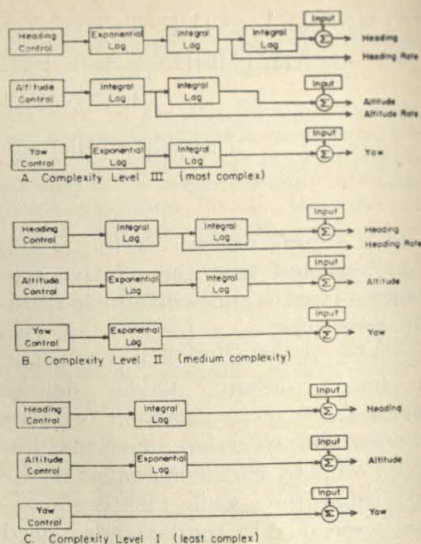 Input
Heading Control Exponential Lag Integral Lag Integral Lag Σ Heading
Heading Rate
Input
Altitude Control Integral Lag Integral Lag Σ Altitude
Altitude Rate
Input
Yaw Control Exponential Lag Integral Lag Σ Yaw
A. Complexity Level III (most complex)
Input
Heading Control Integral Lag Integral Lag Σ Heading
Heading Rate
Input
Altitude Control Exponential Lag Integral Lag Σ Altitude
Input
Yaw Control Exponential Lag Σ Yaw
B. Complexity Level II (medium complexity)
Input
Heading Control Integral Lag Σ Heading
Input
Altitude Control Exponential Lag Σ Altitude
Input
Yaw Control Σ Yaw
C. Complexity Level I (least complex)